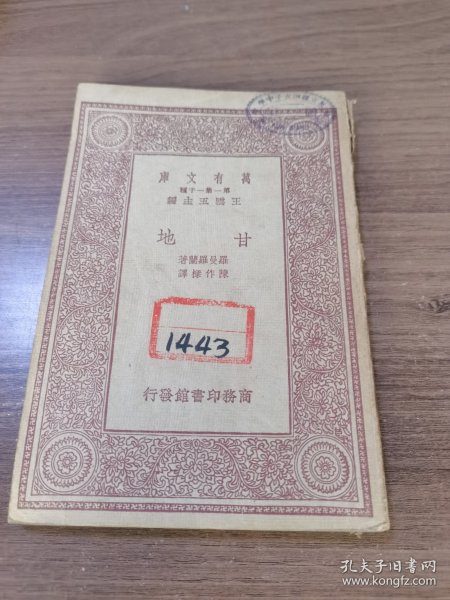 萬有文庫
第一集一千種
王雲五主編
甘地
羅曼羅蘭著
陳作樑譯
1443
商務印書館發行
孔夫子旧书网
www.kongfz.com